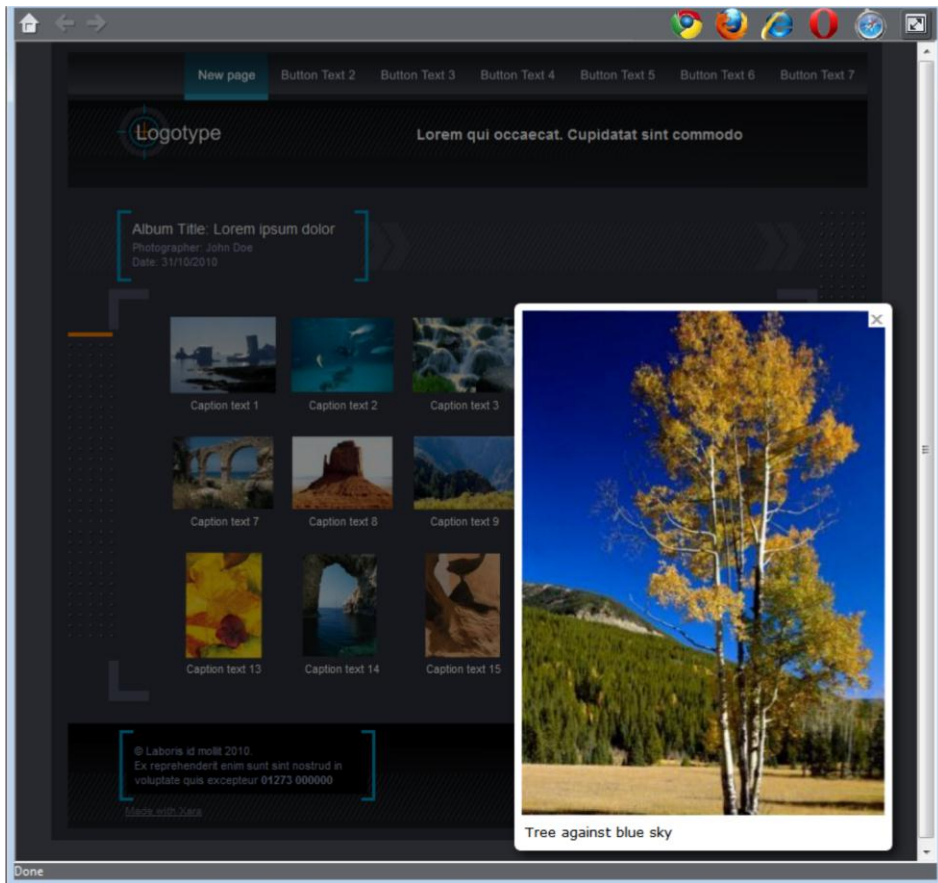 New page
Button Text 2
Button Text 3
Button Text 4
Button Text 5
Button Text 6
Button Text 7
Logotype
Lorem qui occaecat. Cupidatat sint commodo
Album Title: Lorem ipsum dolor
Photographer: John Doe
Date: 31/10/2010
Caption text 1
Caption text 2
Caption text 3
Caption text 7
Caption text 8
Caption text 9
Caption text 13
Caption text 14
Caption text 15
Tree against blue sky
© Laboris id mollit 2010.
Ex reprehenderit enim sunt sint nostrud in
voluptate quis excepteur 01273 000000
Made with Xara
Done